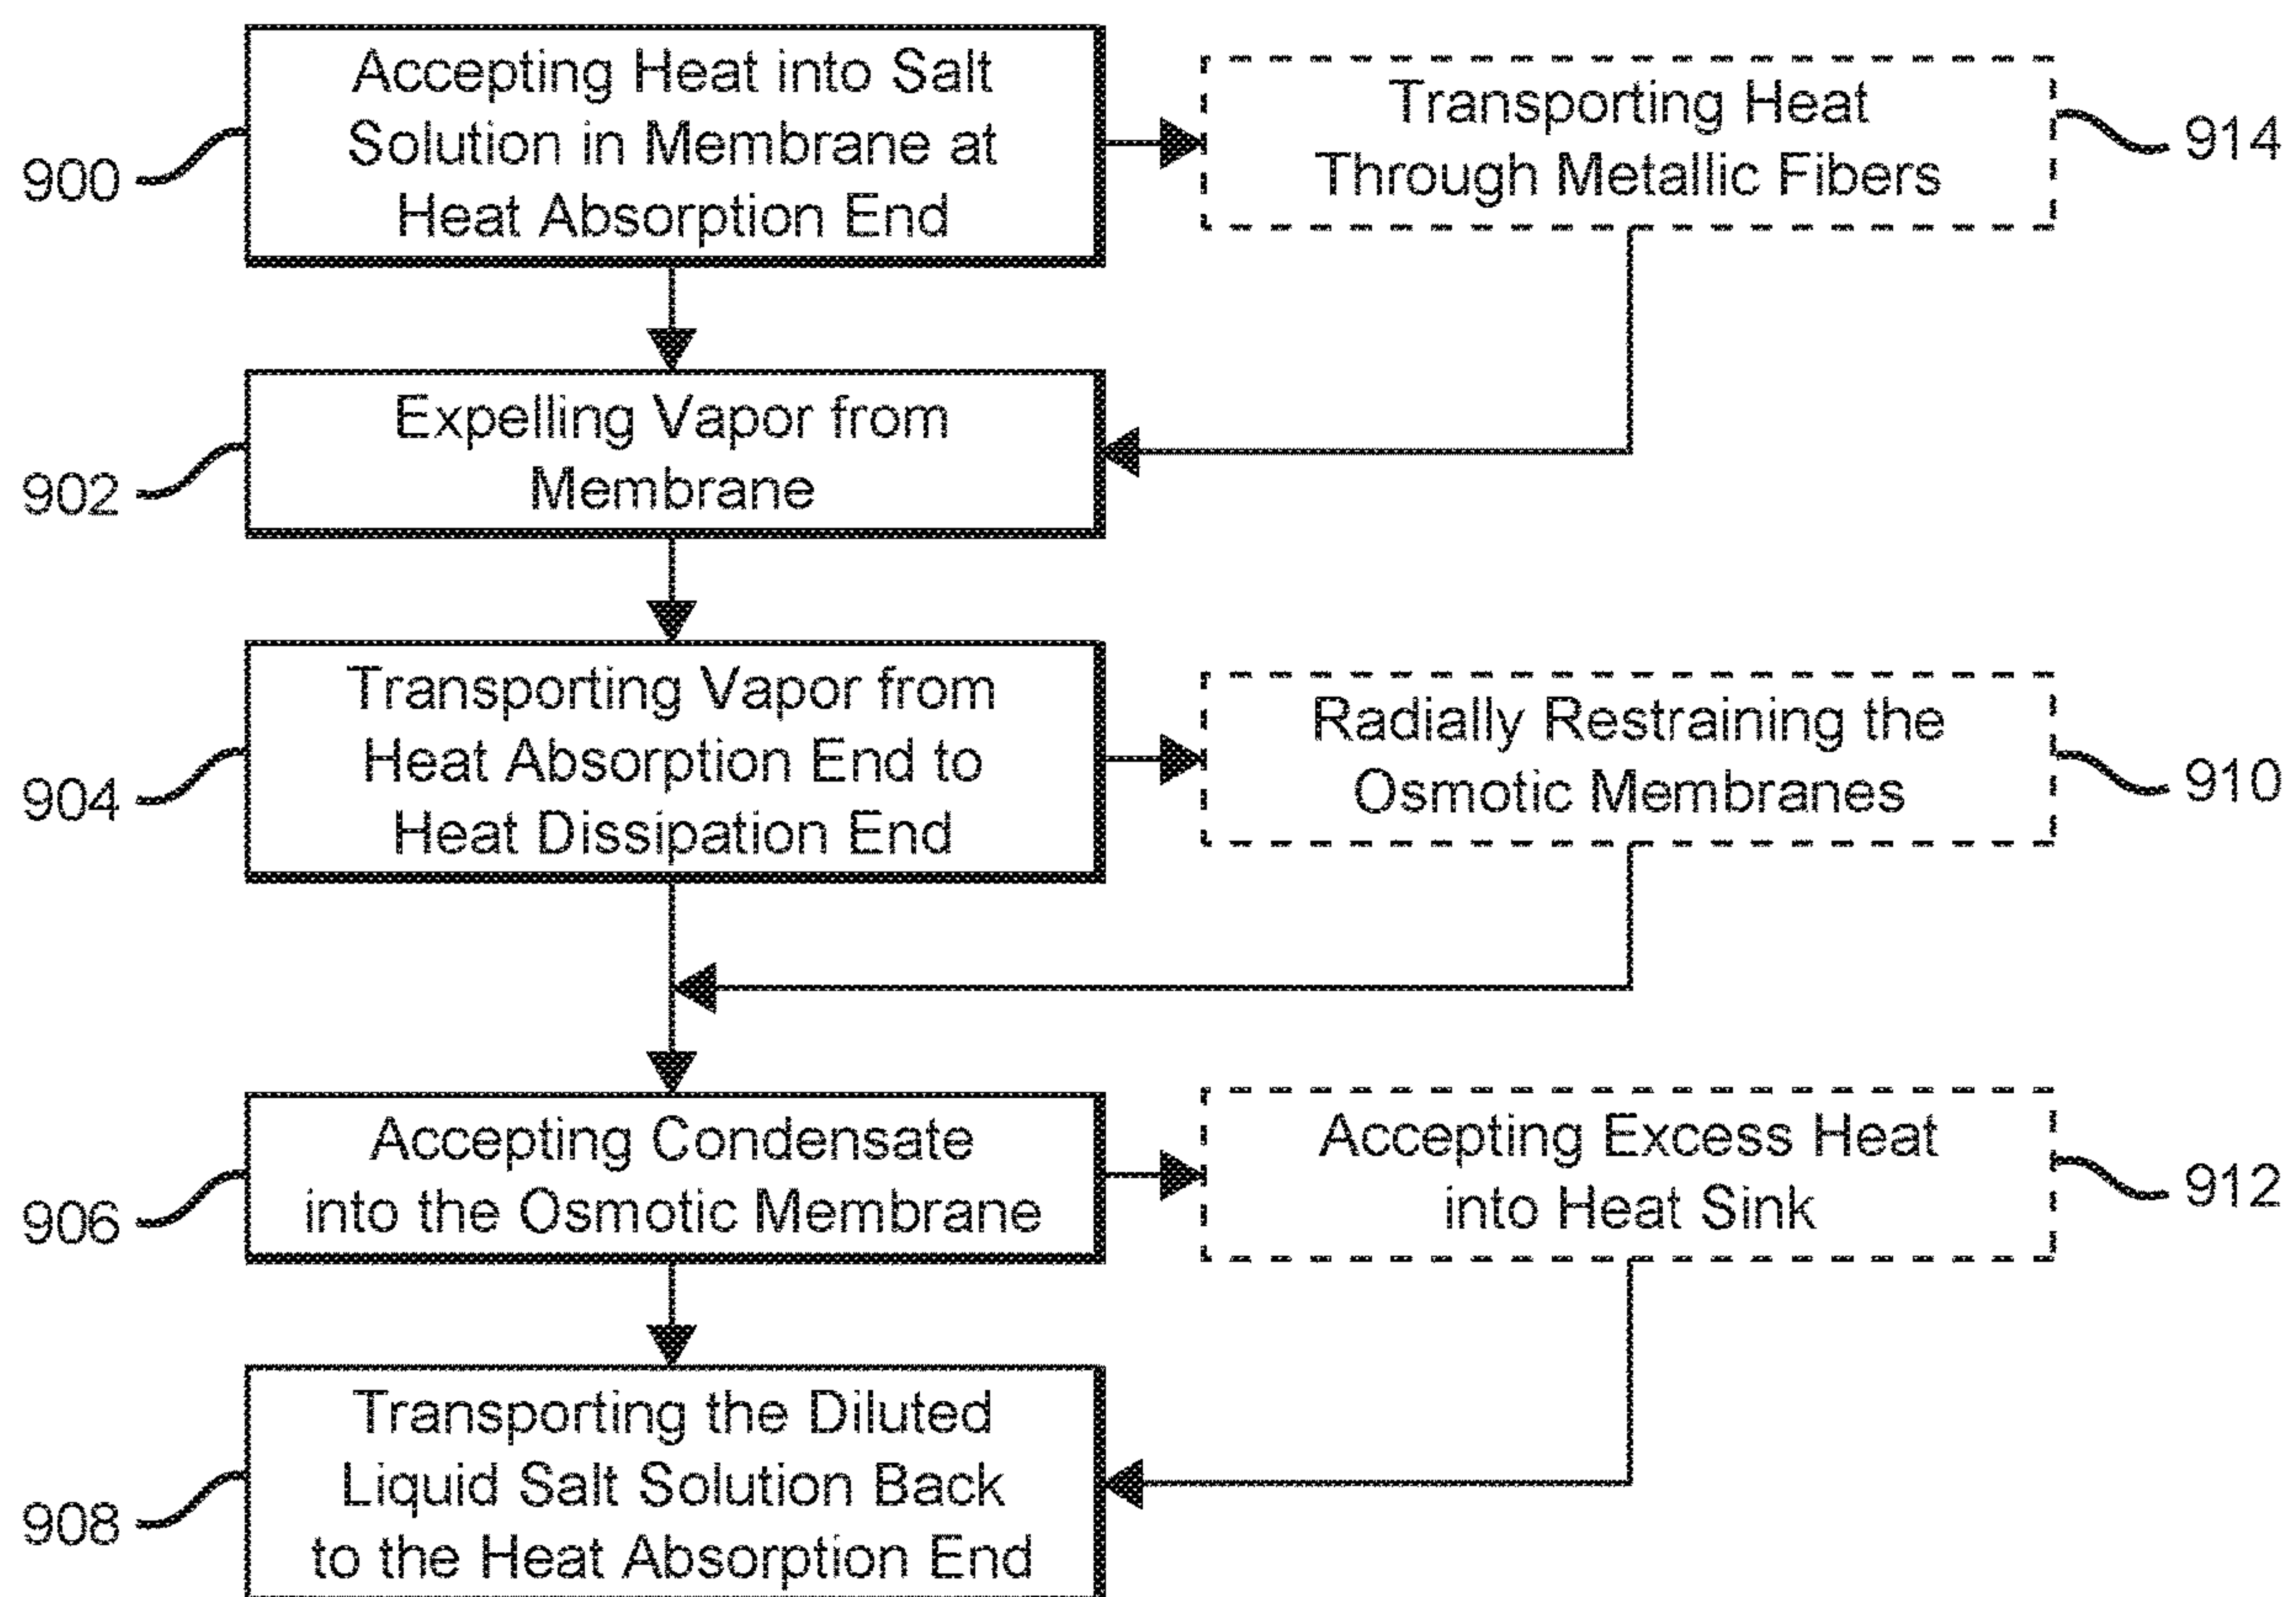 Accepting Heat into Salt
Solution in Membrane at
Heat Absorption End
900
Transporting Heat
Through Metallic Fibers
914
Expelling Vapor from
Membrane
902
Transporting Vapor from
Heat Absorption End to
Heat Dissipation End
904
Radially Restraining the
Osmotic Membranes
910
Accepting Condensate
into the Osmotic Membrane
906
Accepting Excess Heat
into Heat Sink
912
Transporting the Diluted
Liquid Salt Solution Back
to the Heat Absorption End
908